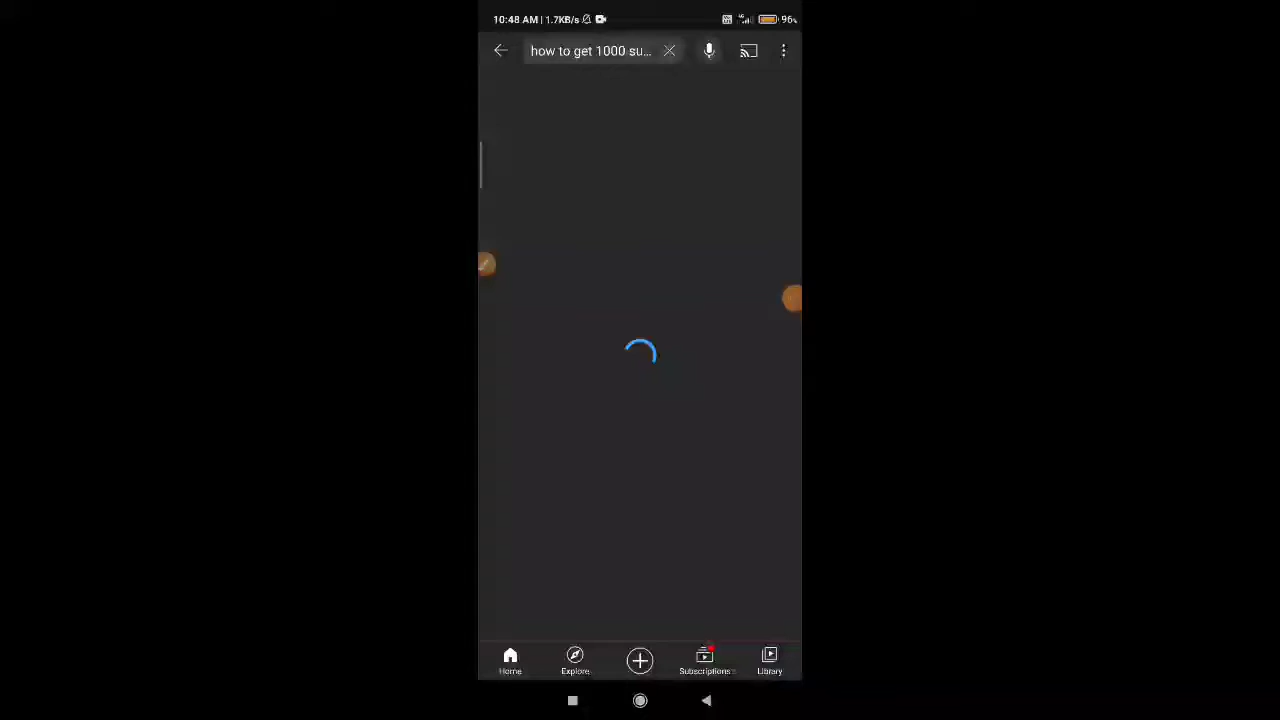 10:48 AM | 1.7KB/s 96%
how to get 1000 su...
Home Explore Subscriptions Library